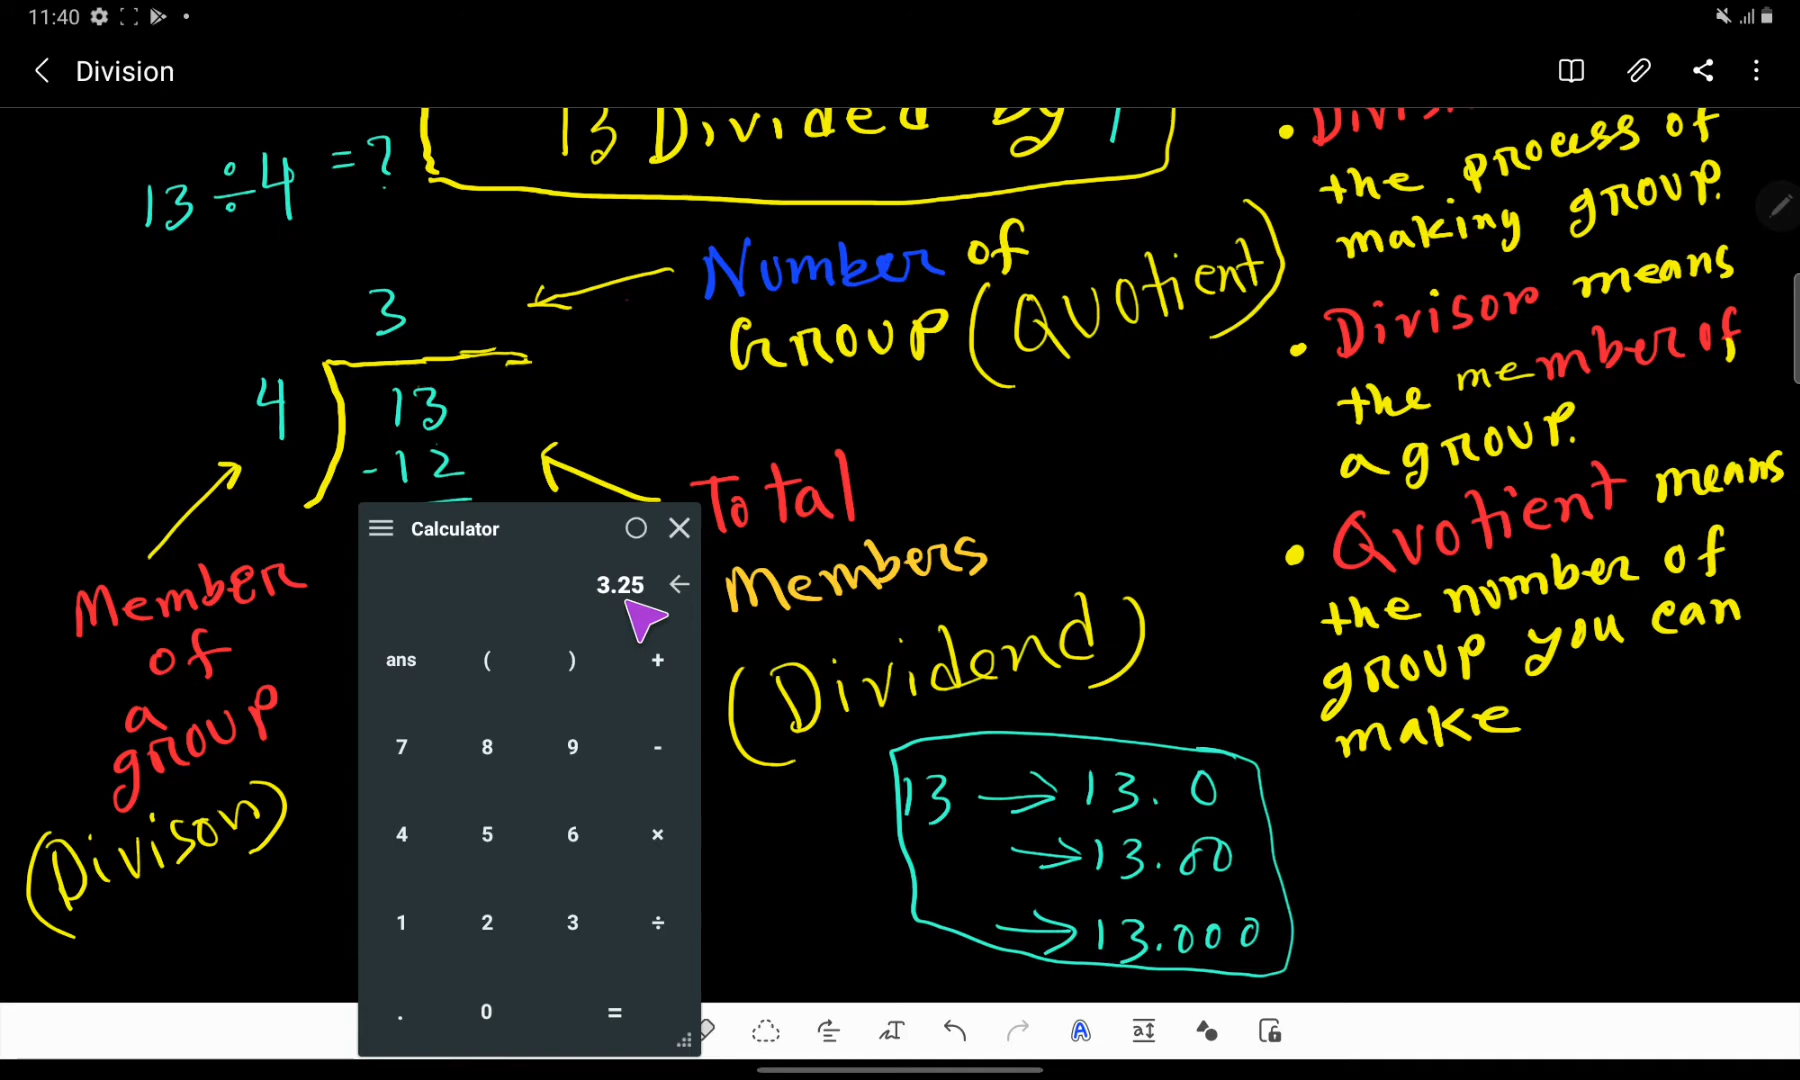 11:40
Division
13 Divided by
13 ÷ 4 = ?
3
4
13
-12
Number of
Group (Quotient)
Total
Members
(Dividend)
Member
of
a
group
(Divisor)
Calculator
3.25
ans ( ) +
7 8 9 -
4 5 6 ×
1 2 3 ÷
. 0 =
13 → 13. 0
→ 13. 00
→ 13.000
the process of
making group.
• Divisor means
the member of
a group.
• Quotient means
the number of
group you can
make